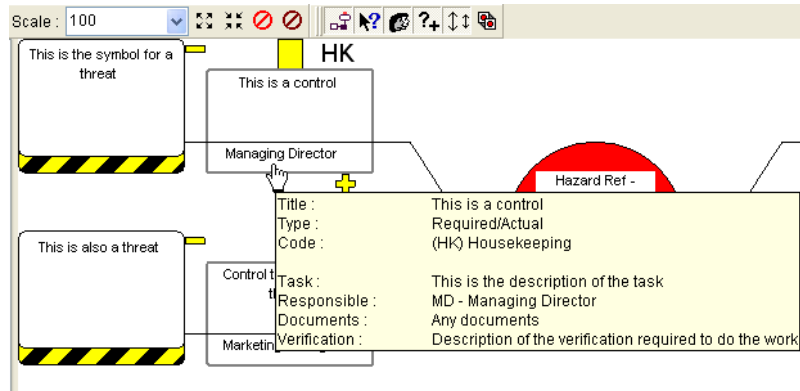 Scale : 100
HK
This is the symbol for a
threat
This is a control
Managing Director
Hazard Ref -
Title : This is a control
Type : Required/Actual
Code : (HK) Housekeeping
This is also a threat
Control
Task : This is the description of the task
Responsible : MD - Managing Director
Documents : Any documents
Verification : Description of the verification required to do the work